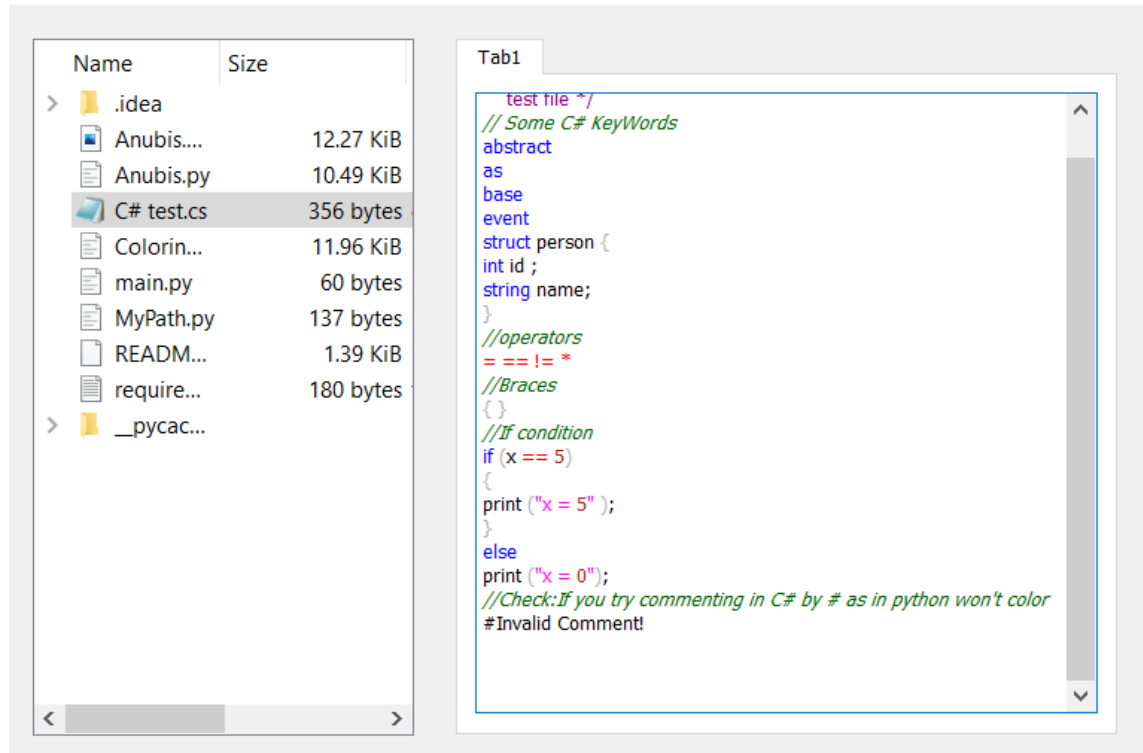 Name Size
.idea
Anubis.... 12.27 KiB
Anubis.py 10.49 KiB
C# test.cs 356 bytes
Colorin... 11.96 KiB
main.py 60 bytes
MyPath.py 137 bytes
READM... 1.39 KiB
require... 180 bytes
__pycac...
Tab1
test file */
// Some C# KeyWords
abstract
as
base
event
struct person {
int id ;
string name;
}
//operators
= == != *
//Braces
{ }
//If condition
if (x == 5)
{
print ("x = 5" );
}
else
print ("x = 0");
//Check:If you try commenting in C# by # as in python won't color
#Invalid Comment!